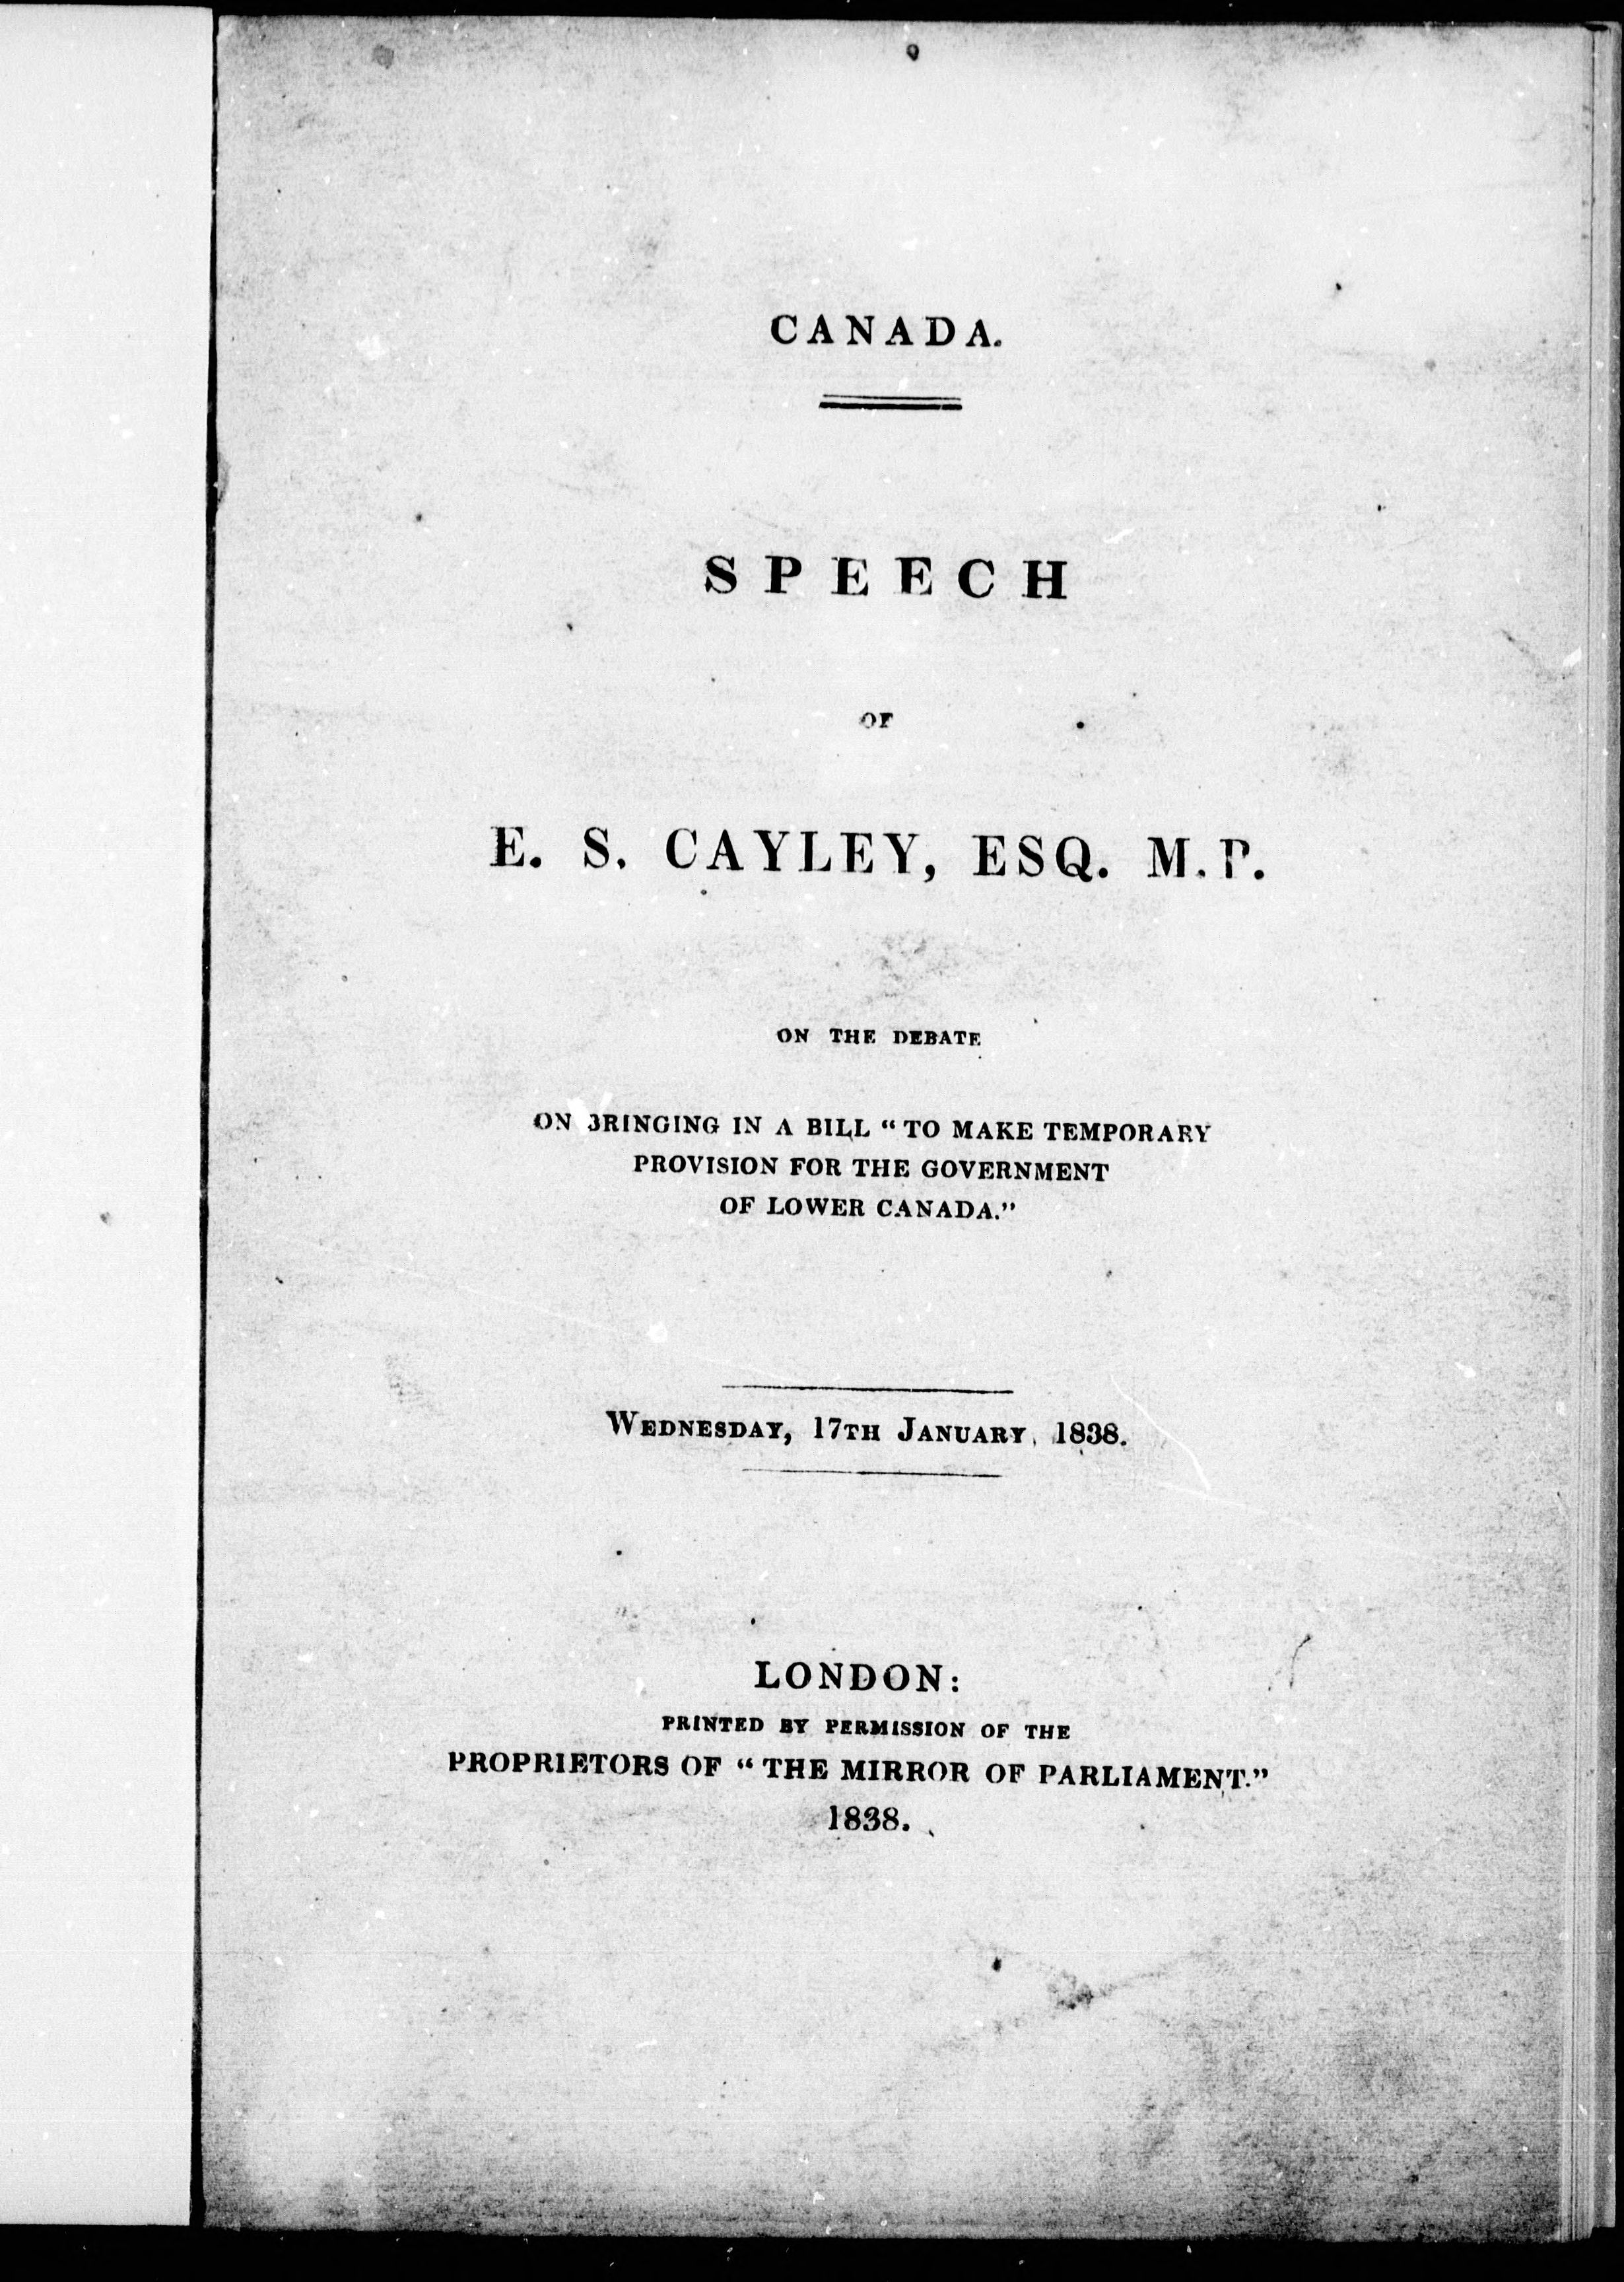 CANADA.
SPEECH
OF
E. S. CAYLEY, ESQ. M.P.
ON THE DEBATE
ON BRINGING IN A BILL “TO MAKE TEMPORARY
PROVISION FOR THE GOVERNMENT
OF LOWER CANADA.”
WEDNESDAY, 17TH JANUARY, 1838.
LONDON:
PRINTED BY PERMISSION OF THE
PROPRIETORS OF “THE MIRROR OF PARLIAMENT.”
1838.